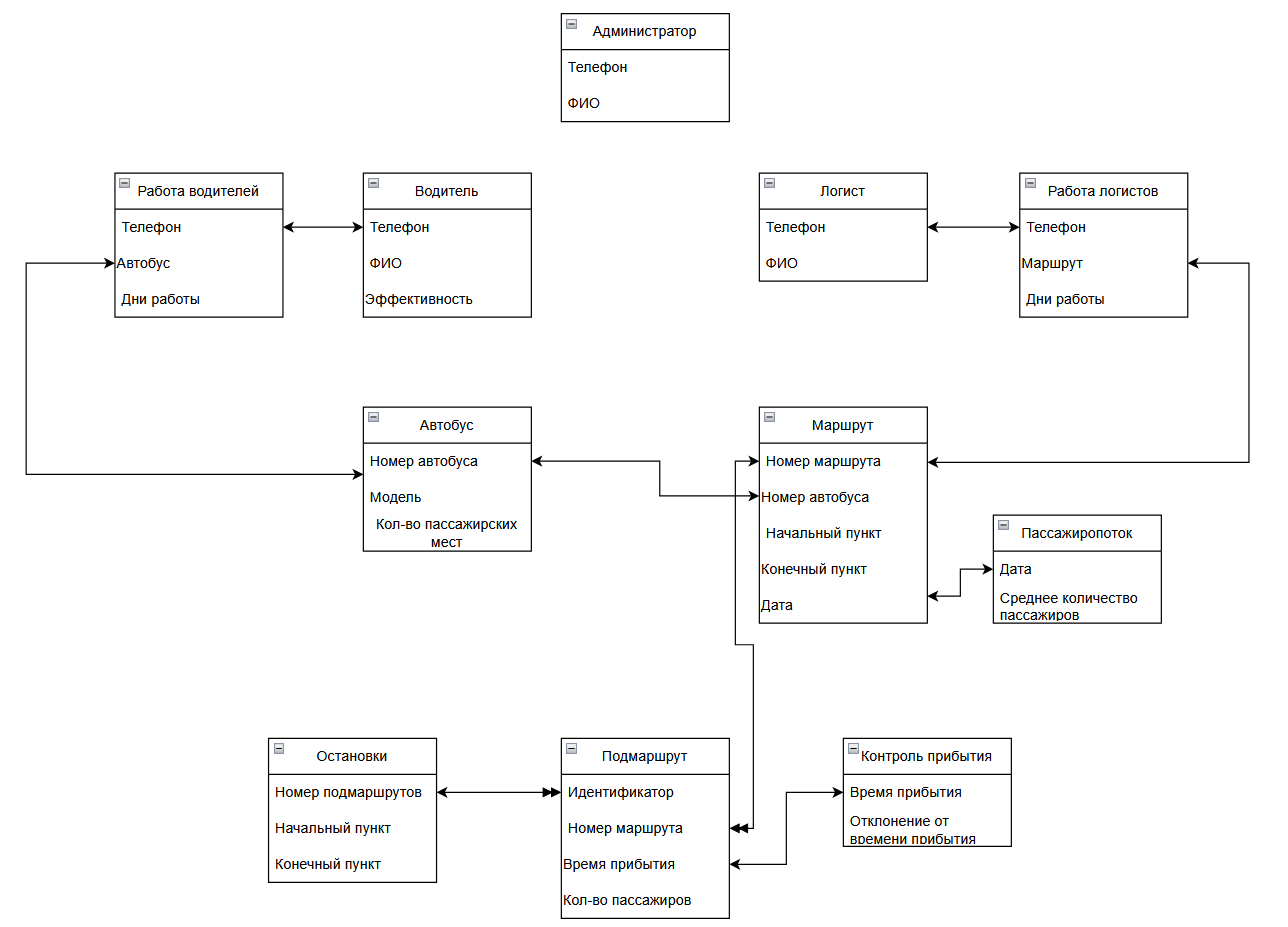 Администратор
Телефон
ФИО
Работа водителей
Телефон
Автобус
Дни работы
Водитель
Телефон
ФИО
Эффективность
Логист
Телефон
ФИО
Работа логистов
Телефон
Маршрут
Дни работы
Автобус
Номер автобуса
Модель
Кол-во пассажирских
мест
Маршрут
Номер маршрута
Номер автобуса
Начальный пункт
Конечный пункт
Дата
Пассажиропоток
Дата
Среднее количество
пассажиров
Остановки
Номер подмаршрутов
Начальный пункт
Конечный пункт
Подмаршрут
Идентификатор
Номер маршрута
Время прибытия
Кол-во пассажиров
Контроль прибытия
Время прибытия
Отклонение от
времени прибытия